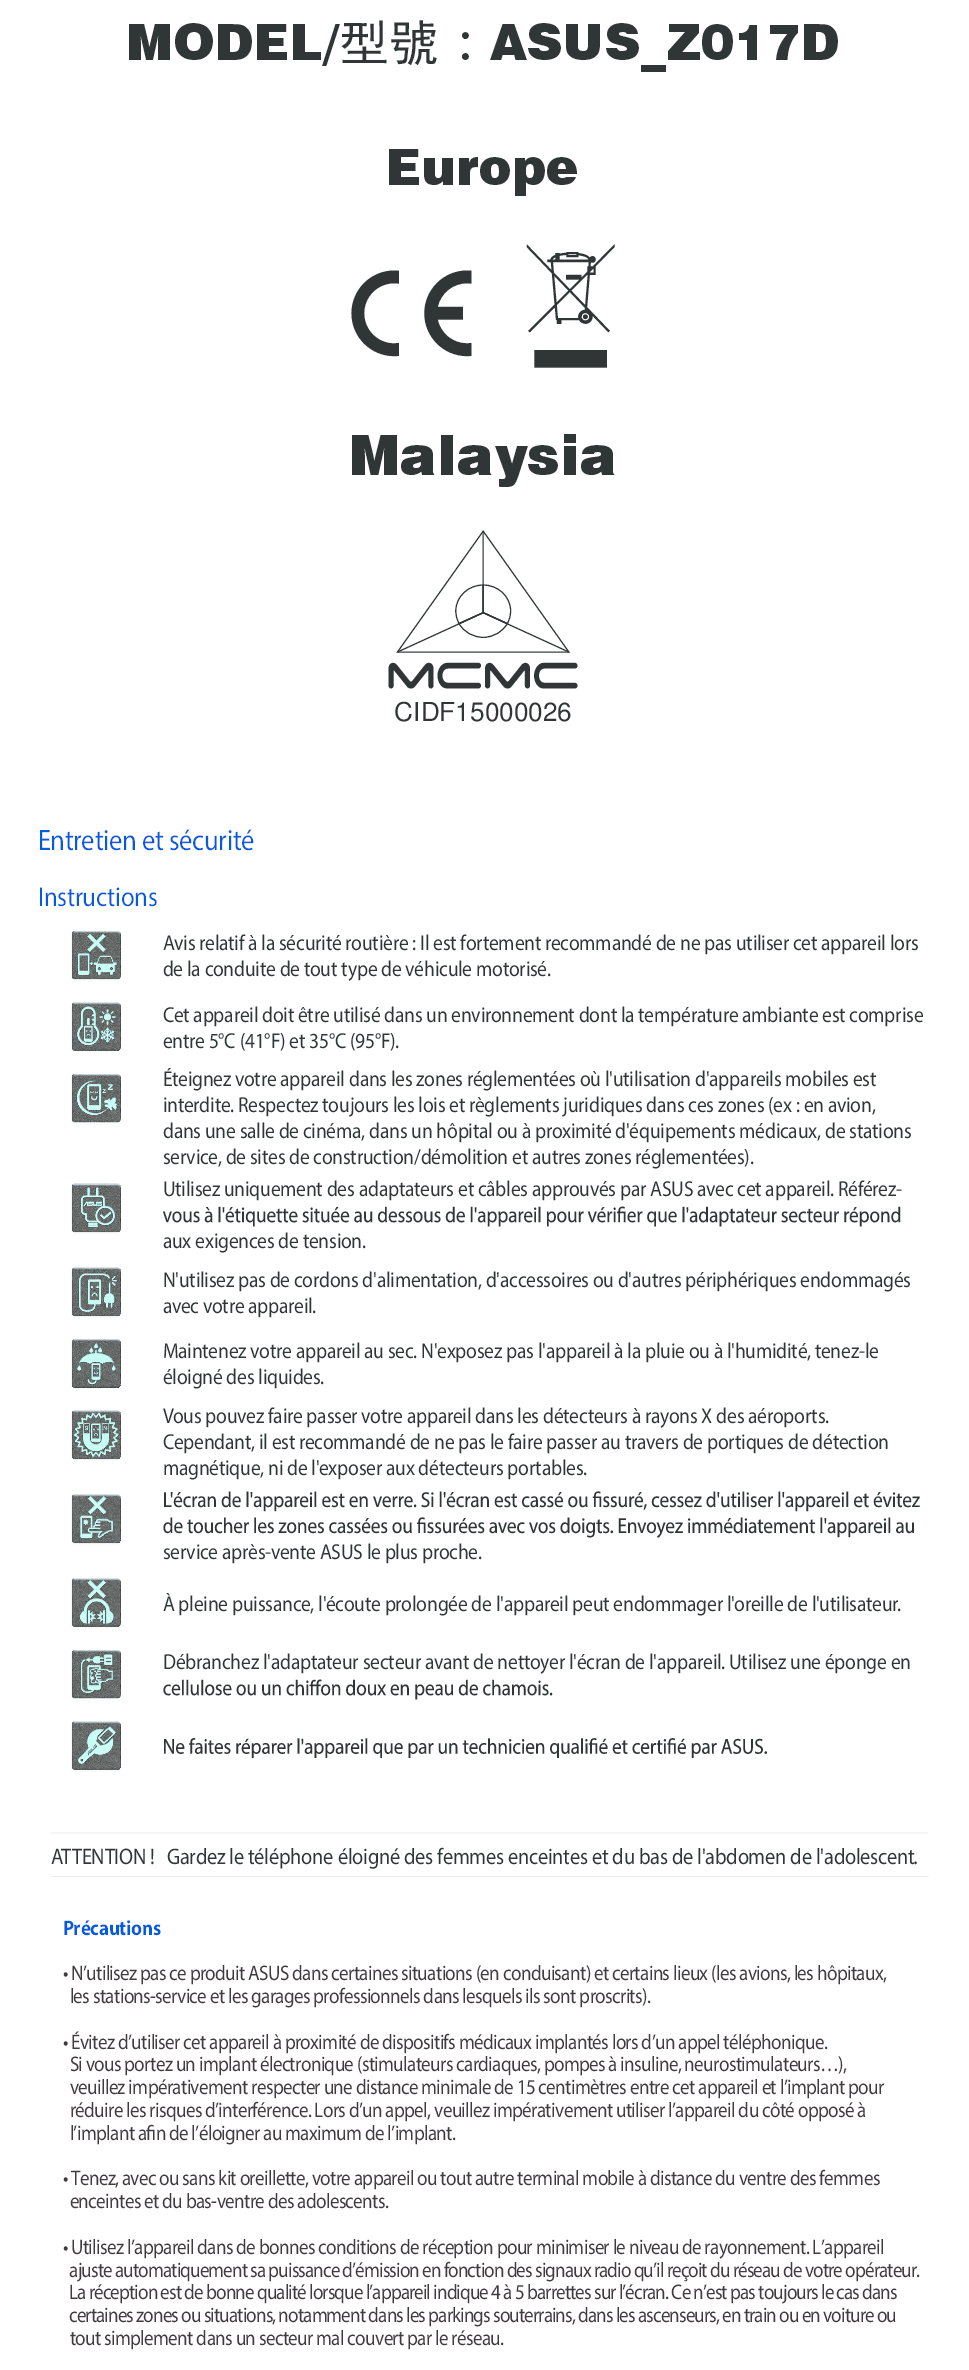 MODEL/型號：ASUS_Z017D
Europe
CE
Malaysia
MCMC
CIDF15000026
Entretien et sécurité
Instructions
Avis relatif à la sécurité routière : Il est fortement recommandé de ne pas utiliser cet appareil lors
de la conduite de tout type de véhicule motorisé.
Cet appareil doit être utilisé dans un environnement dont la température ambiante est comprise
entre 5°C (41°F) et 35°C (95°F).
Éteignez votre appareil dans les zones réglementées où l'utilisation d'appareils mobiles est
interdite. Respectez toujours les lois et règlements juridiques dans ces zones (ex : en avion,
dans une salle de cinéma, dans un hôpital ou à proximité d'équipements médicaux, de stations
service, de sites de construction/démolition et autres zones réglementées).
Utilisez uniquement des adaptateurs et câbles approuvés par ASUS avec cet appareil. Référez-
vous à l'étiquette située au dessous de l'appareil pour vérifier que l'adaptateur secteur répond
aux exigences de tension.
N'utilisez pas de cordons d'alimentation, d'accessoires ou d'autres périphériques endommagés
avec votre appareil.
Maintenez votre appareil au sec. N'exposez pas l'appareil à la pluie ou à l'humidité, tenez-le
éloigné des liquides.
Vous pouvez faire passer votre appareil dans les détecteurs à rayons X des aéroports.
Cependant, il est recommandé de ne pas le faire passer au travers de portiques de détection
magnétique, ni de l'exposer aux détecteurs portables.
L'écran de l'appareil est en verre. Si l'écran est cassé ou fissuré, cessez d'utiliser l'appareil et évitez
de toucher les zones cassées ou fissurées avec vos doigts. Envoyez immédiatement l'appareil au
service après-vente ASUS le plus proche.
À pleine puissance, l'écoute prolongée de l'appareil peut endommager l'oreille de l'utilisateur.
Débranchez l'adaptateur secteur avant de nettoyer l'écran de l'appareil. Utilisez une éponge en
cellulose ou un chiffon doux en peau de chamois.
Ne faites réparer l'appareil que par un technicien qualifié et certifié par ASUS.
ATTENTION ! Gardez le téléphone éloigné des femmes enceintes et du bas de l'abdomen de l'adolescent.
Précautions
• N’utilisez pas ce produit ASUS dans certaines situations (en conduisant) et certains lieux (les avions, les hôpitaux,
les stations-service et les garages professionnels dans lesquels ils sont proscrits).
• Évitez d’utiliser cet appareil à proximité de dispositifs médicaux implantés lors d’un appel téléphonique.
Si vous portez un implant électronique (stimulateurs cardiaques, pompes à insuline, neurostimulateurs…),
veuillez impérativement respecter une distance minimale de 15 centimètres entre cet appareil et l’implant pour
réduire les risques d’interférence. Lors d’un appel, veuillez impérativement utiliser l’appareil du côté opposé à
l’implant afin de l’éloigner au maximum de l’implant.
• Tenez, avec ou sans kit oreillette, votre appareil ou tout autre terminal mobile à distance du ventre des femmes
enceintes et du bas-ventre des adolescents.
• Utilisez l’appareil dans de bonnes conditions de réception pour minimiser le niveau de rayonnement. L’appareil
ajuste automatiquement sa puissance d’émission en fonction des signaux radio qu’il reçoit du réseau de votre opérateur.
La réception est de bonne qualité lorsque l’appareil indique 4 à 5 barrettes sur l’écran. Ce n’est pas toujours le cas dans
certaines zones ou situations, notamment dans les parkings souterrains, dans les ascenseurs, en train ou en voiture ou
tout simplement dans un secteur mal couvert par le réseau.